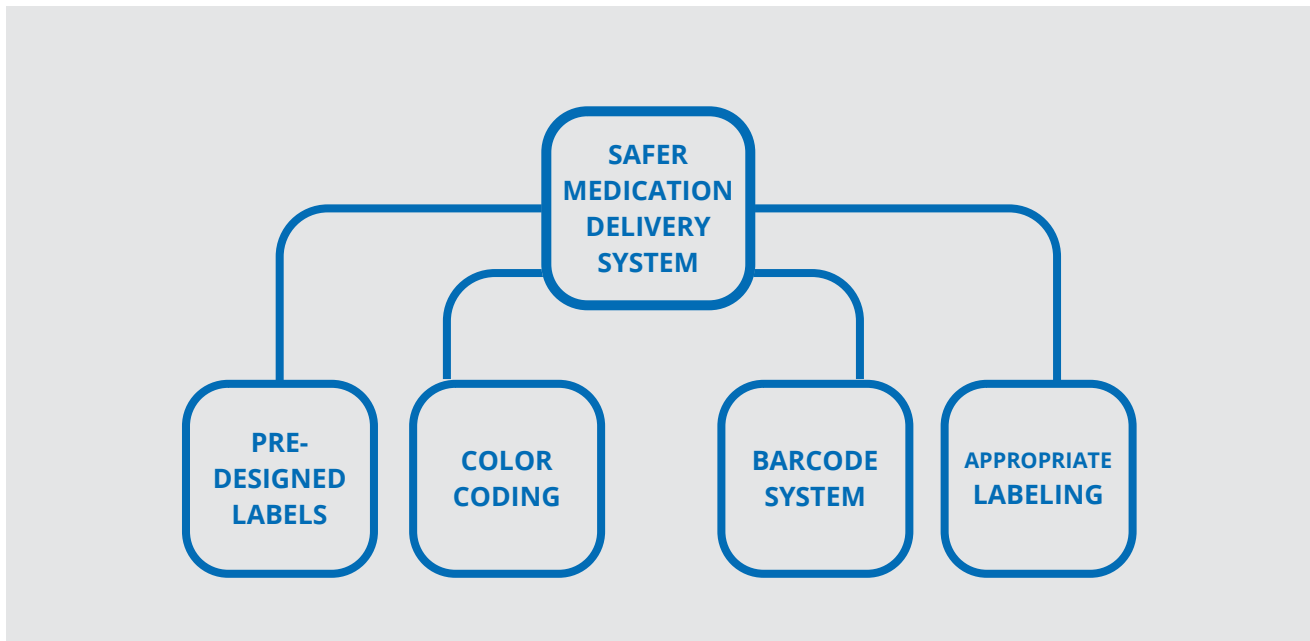 SAFER
MEDICATION
DELIVERY
SYSTEM
PRE-
DESIGNED
LABELS
COLOR
CODING
BARCODE
SYSTEM
APPROPRIATE
LABELING